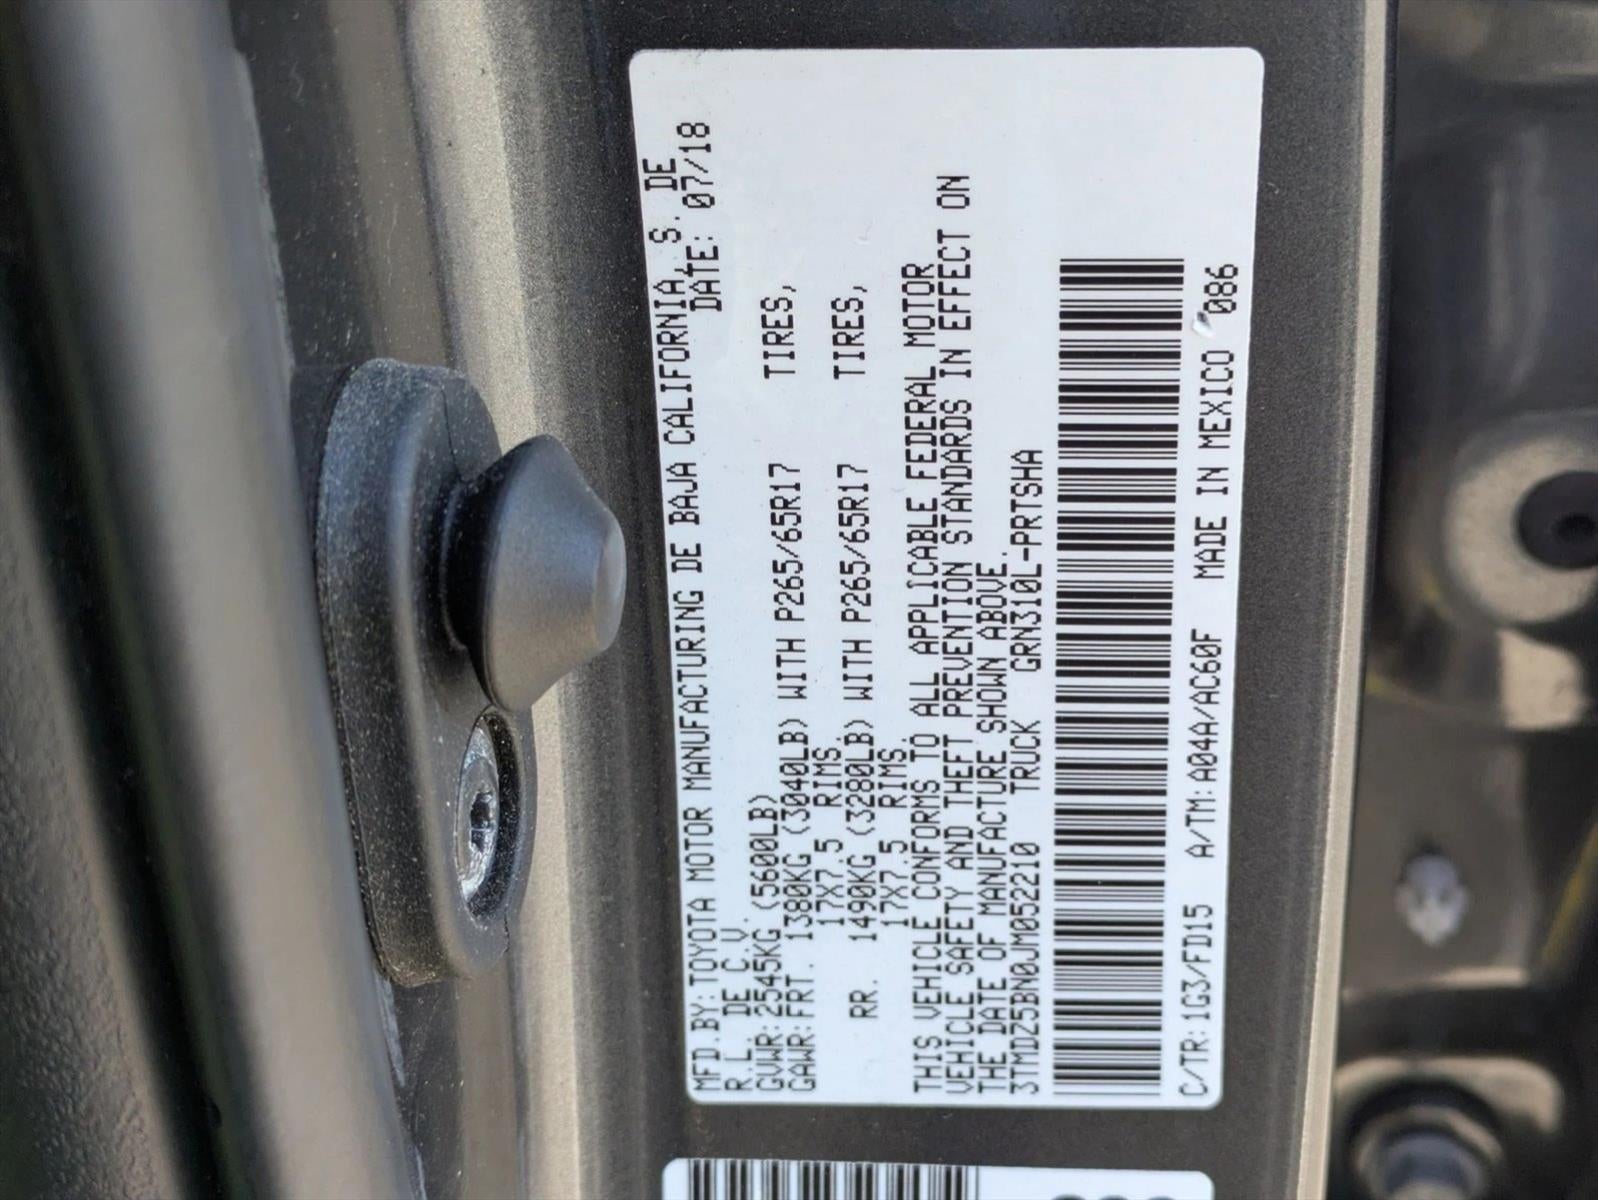 MFD.BY:TOYOTA MOTOR MANUFACTURING DE BAJA CALIFORNIA,S. DE
R.L. DE C.V. DATE: 07/18
GVWR:2545KG (5600LB)
GAWR:FRT. 1380KG (3040LB) WITH P265/65R17 TIRES,
17X7.5 RIMS,
RR. 1490KG (3280LB) WITH P265/65R17 TIRES,
17X7.5 RIMS.
THIS VEHICLE CONFORMS TO ALL APPLICABLE FEDERAL MOTOR
VEHICLE SAFETY AND THEFT PREVENTION STANDARDS IN EFFECT ON
THE DATE OF MANUFACTURE SHOWN ABOVE.
3TMDZ5BN0JM052210 TRUCK GRN310L-PRTSHA
C/TR:1G3/FD15 A/TM:A04A/AC60F MADE IN MEXICO 086